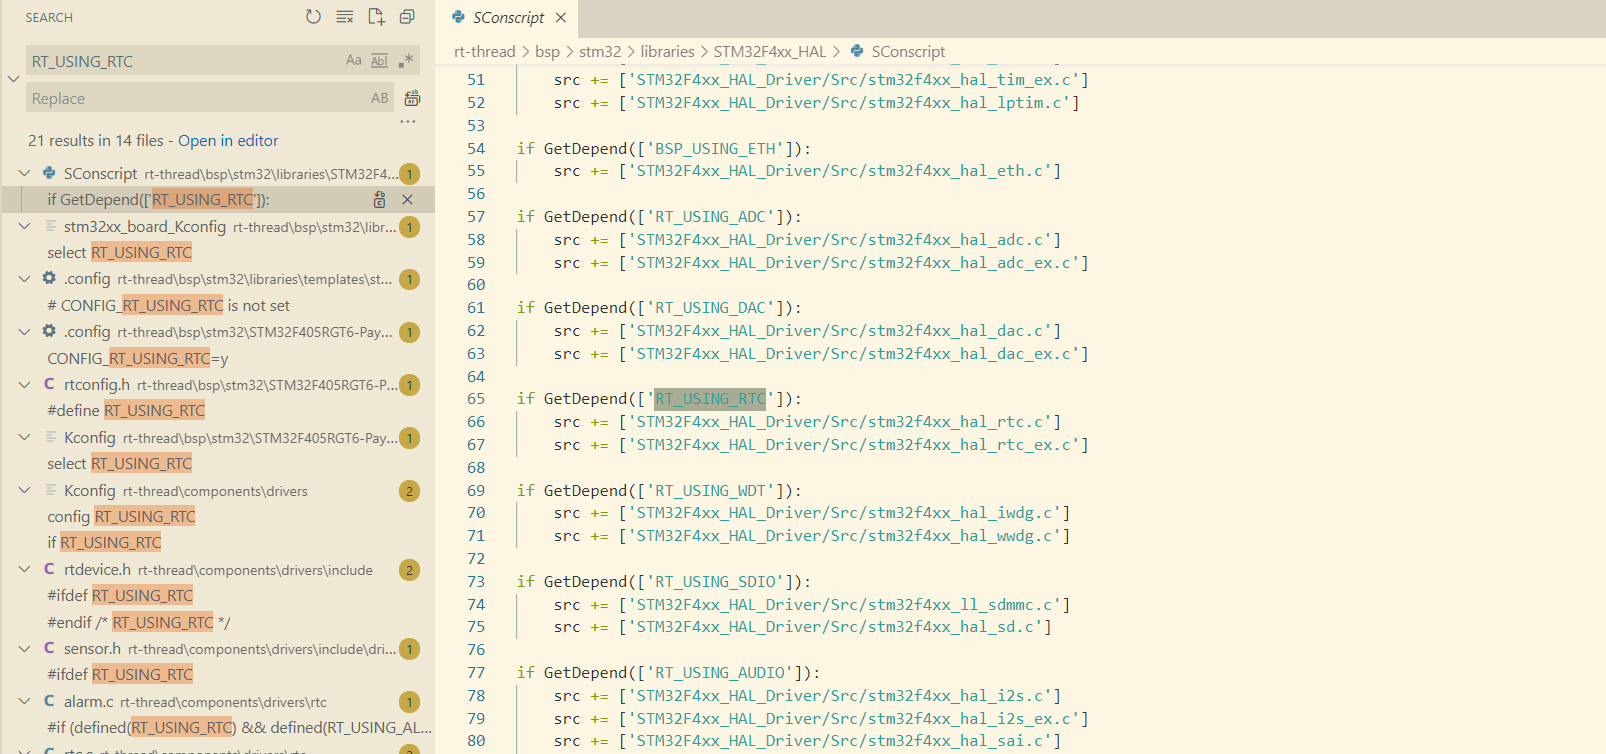 SEARCH
RT_USING_RTC
Aa
Abl
.*
Replace
AB
...
21 results in 14 files - Open in editor
SConscript rt-thread\bsp\stm32\libraries\STM32F4... 1
if GetDepend(['RT_USING_RTC']):
stm32xx_board_Kconfig rt-thread\bsp\stm32\libr... 1
select RT_USING_RTC
.config rt-thread\bsp\stm32\libraries\templates\st... 1
# CONFIG_RT_USING_RTC is not set
.config rt-thread\bsp\stm32\STM32F405RGT6-Pay... 1
CONFIG_RT_USING_RTC=y
C rtconfig.h rt-thread\bsp\stm32\STM32F405RGT6-P... 1
#define RT_USING_RTC
Kconfig rt-thread\bsp\stm32\STM32F405RGT6-Pay... 1
select RT_USING_RTC
Kconfig rt-thread\components\drivers 2
config RT_USING_RTC
if RT_USING_RTC
C rtdevice.h rt-thread\components\drivers\include 2
#ifdef RT_USING_RTC
#endif /* RT_USING_RTC */
C sensor.h rt-thread\components\drivers\include\dri... 1
#ifdef RT_USING_RTC
C alarm.c rt-thread\components\drivers\rtc 1
#if (defined(RT_USING_RTC) && defined(RT_USING_AL...
SConscript
rt-thread > bsp > stm32 > libraries > STM32F4xx_HAL > SConscript
51 src += ['STM32F4xx_HAL_Driver/Src/stm32f4xx_hal_tim_ex.c']
52 src += ['STM32F4xx_HAL_Driver/Src/stm32f4xx_hal_lptim.c']
53
54 if GetDepend(['BSP_USING_ETH']):
55 src += ['STM32F4xx_HAL_Driver/Src/stm32f4xx_hal_eth.c']
56
57 if GetDepend(['RT_USING_ADC']):
58 src += ['STM32F4xx_HAL_Driver/Src/stm32f4xx_hal_adc.c']
59 src += ['STM32F4xx_HAL_Driver/Src/stm32f4xx_hal_adc_ex.c']
60
61 if GetDepend(['RT_USING_DAC']):
62 src += ['STM32F4xx_HAL_Driver/Src/stm32f4xx_hal_dac.c']
63 src += ['STM32F4xx_HAL_Driver/Src/stm32f4xx_hal_dac_ex.c']
64
65 if GetDepend(['RT_USING_RTC']):
66 src += ['STM32F4xx_HAL_Driver/Src/stm32f4xx_hal_rtc.c']
67 src += ['STM32F4xx_HAL_Driver/Src/stm32f4xx_hal_rtc_ex.c']
68
69 if GetDepend(['RT_USING_WDT']):
70 src += ['STM32F4xx_HAL_Driver/Src/stm32f4xx_hal_iwdg.c']
71 src += ['STM32F4xx_HAL_Driver/Src/stm32f4xx_hal_wwdg.c']
72
73 if GetDepend(['RT_USING_SDIO']):
74 src += ['STM32F4xx_HAL_Driver/Src/stm32f4xx_ll_sdmmc.c']
75 src += ['STM32F4xx_HAL_Driver/Src/stm32f4xx_hal_sd.c']
76
77 if GetDepend(['RT_USING_AUDIO']):
78 src += ['STM32F4xx_HAL_Driver/Src/stm32f4xx_hal_i2s.c']
79 src += ['STM32F4xx_HAL_Driver/Src/stm32f4xx_hal_i2s_ex.c']
80 src += ['STM32F4xx_HAL_Driver/Src/stm32f4xx_hal_sai.c']